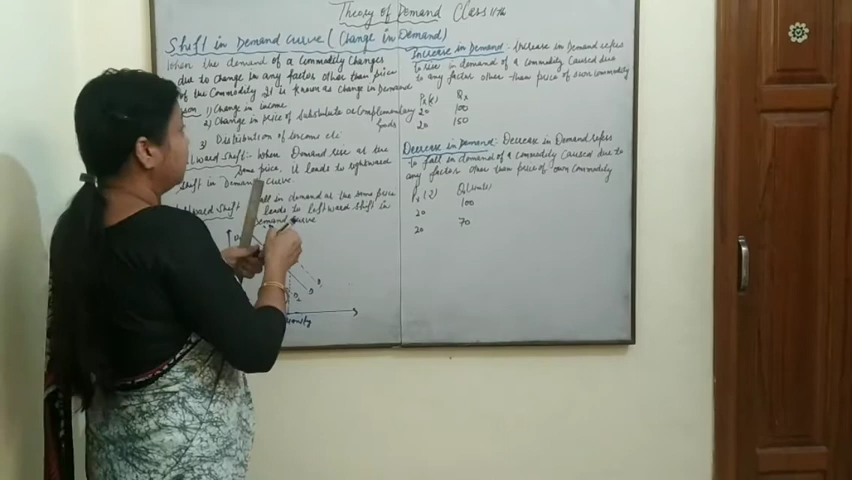 Theory of Demand Class 11th
Shift in Demand curve (Change in Demand)
When the demand of a Commodity Changes
due to change in any factor other than price
of the Commodity. It is known as change in Demand
son 1) Change in income
2) Change in price of substitute or Complementary
Goods
3) Distribution of income etc
tward Shift:- When Demand rise at the
same price, it leads to rightward
shift in Demand curve
all in demand at the same price
tward Shift leads to leftward shift in
Demand curve
Increase in Demand: Increase in Demand refers
to rise in demand of a commodity Caused due
to any factor other than price of own commodity
Px(₹) Qx
20 100
20 150
Decrease in Demand: Decrease in Demand refers
to fall in demand of a commodity Caused due to
any factor other than price of own Commodity
100
20
20 70